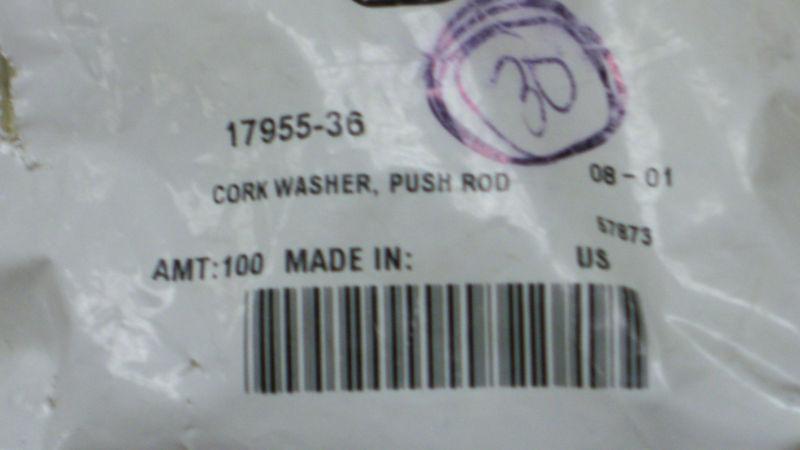 30
17955-36
CORK WASHER, PUSH ROD
08-01
57873
AMT:100 MADE IN: US